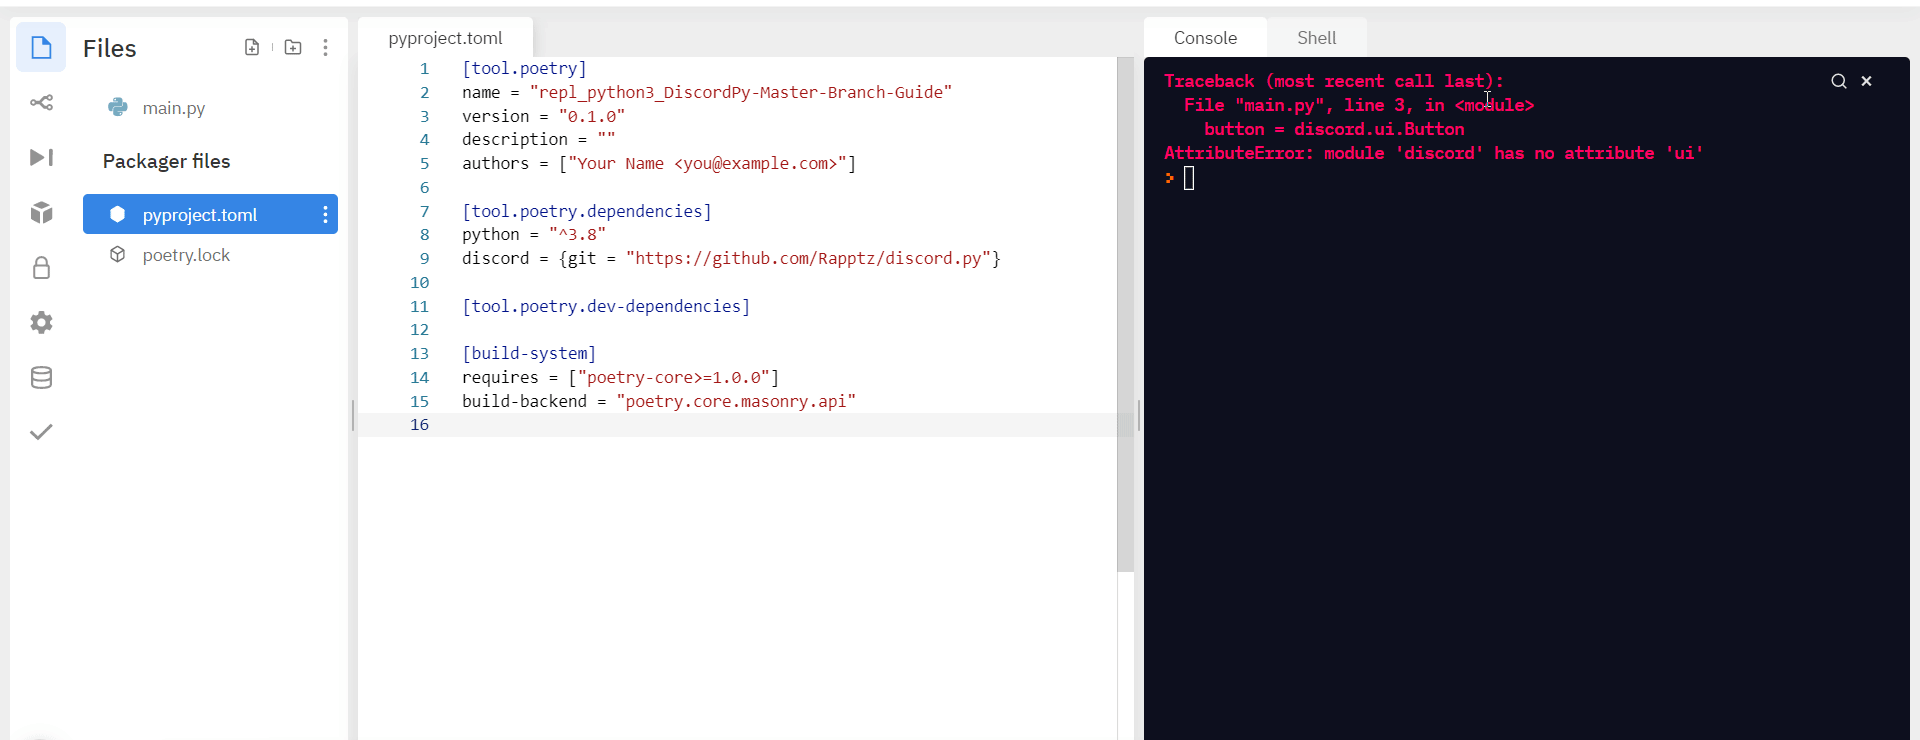 Files
main.py
Packager files
pyproject.toml
poetry.lock
pyproject.toml
1 [tool.poetry]
2 name = "repl_python3_DiscordPy-Master-Branch-Guide"
3 version = "0.1.0"
4 description = ""
5 authors = ["Your Name <you@example.com>"]
6
7 [tool.poetry.dependencies]
8 python = "^3.8"
9 discord = {git = "https://github.com/Rapptz/discord.py"}
10
11 [tool.poetry.dev-dependencies]
12
13 [build-system]
14 requires = ["poetry-core>=1.0.0"]
15 build-backend = "poetry.core.masonry.api"
16
Console Shell
Traceback (most recent call last):
File "main.py", line 3, in <module>
button = discord.ui.Button
AttributeError: module 'discord' has no attribute 'ui'